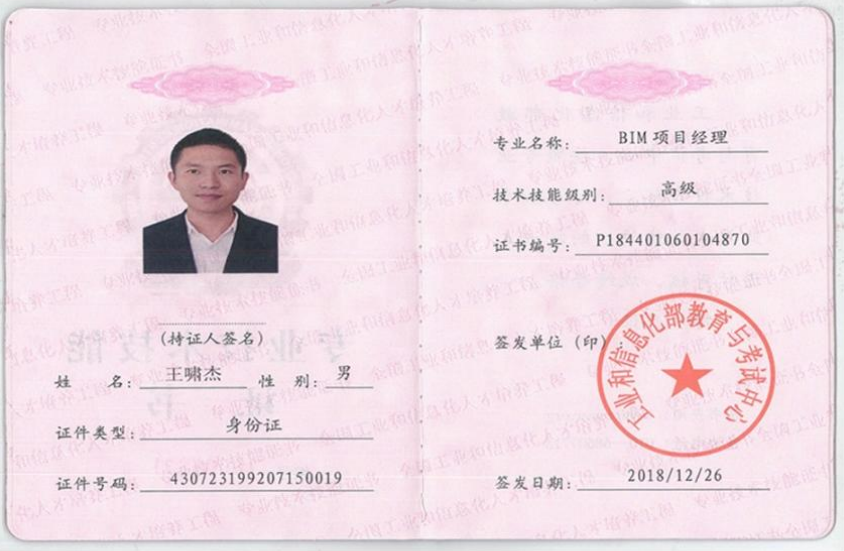 (持证人签名)
姓 名: 王啸杰 性 别: 男
证件类型: 身份证
证件号码: 430723199207150019
专业名称: BIM 项目经理
技术技能级别: 高级
证书编号: P184401060104870
签发单位 (印)
工业和信息化部教育与考试中心
签发日期: 2018/12/26